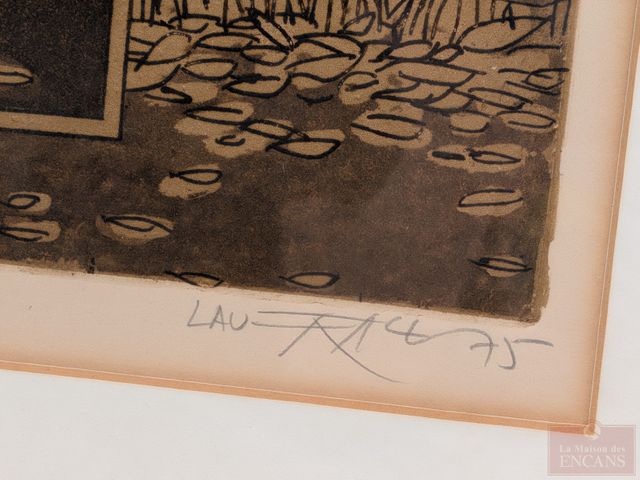 LAU 75
La Maison des
ENCANS